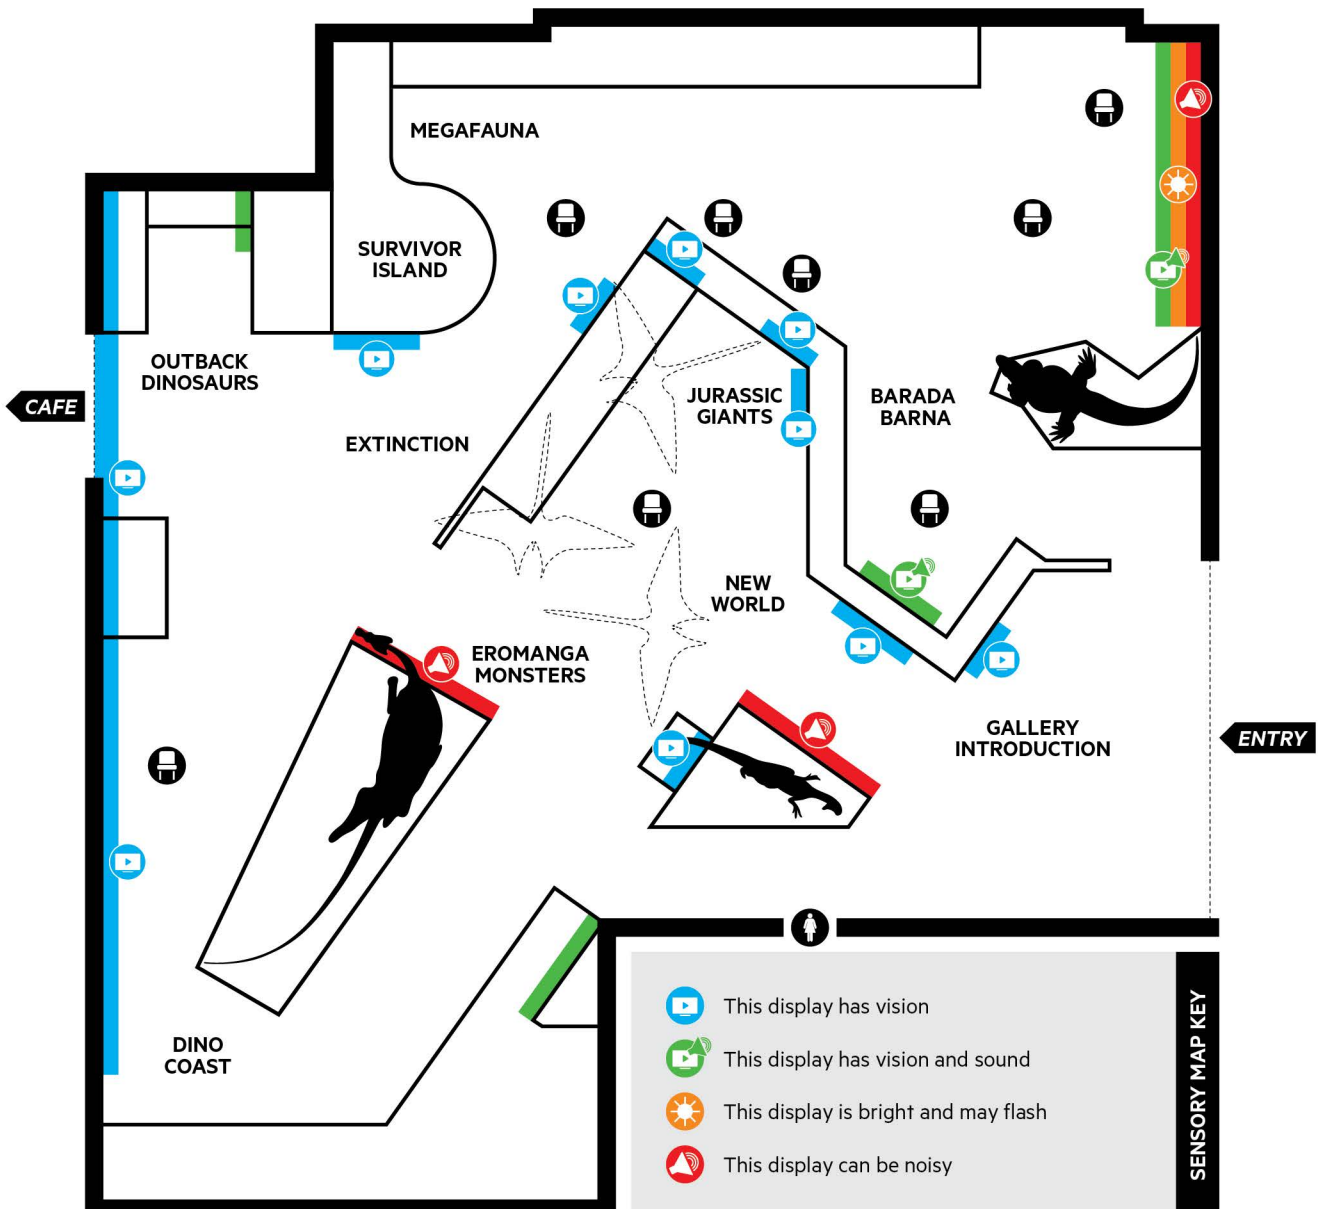 MEGAFAUNA
SURVIVOR
ISLAND
OUTBACK
DINOSAURS
CAFE
JURASSIC
GIANTS
BARADA
BARNA
EXTINCTION
NEW
WORLD
EROMANGA
MONSTERS
GALLERY
INTRODUCTION
ENTRY
DINO
COAST
This display has vision
This display has vision and sound
This display is bright and may flash
This display can be noisy
SENSORY MAP KEY